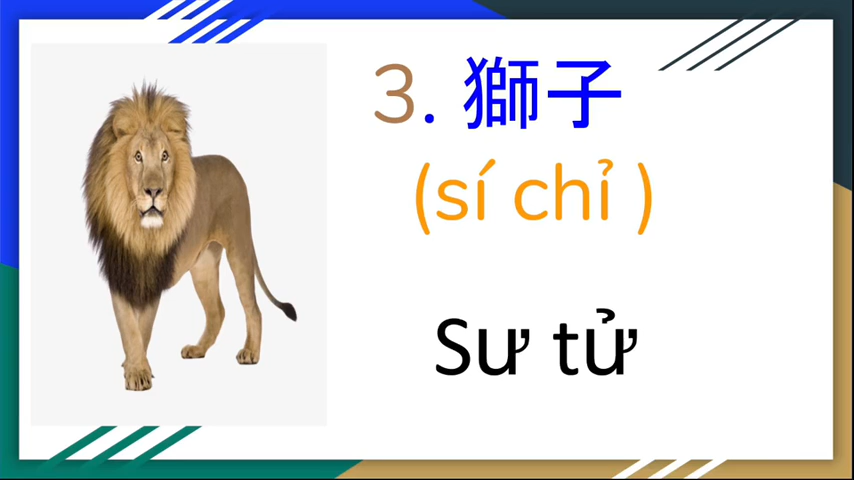 3. 獅子
(sí chỉ )
Sư tử